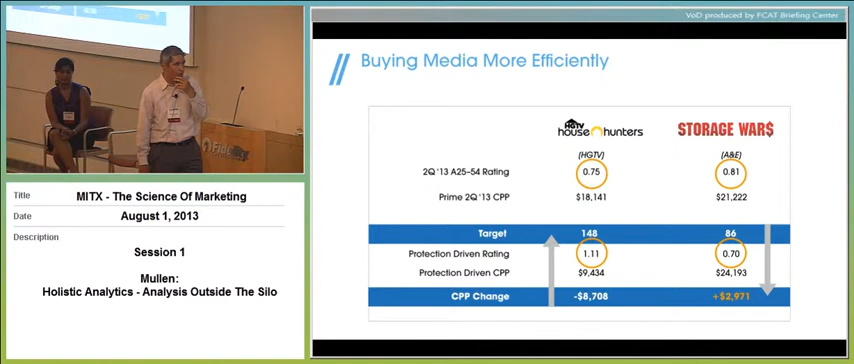 VoD produced by FCAT Briefing Center
Buying Media More Efficiently
HGTV
house hunters
STORAGE WAR$
(HGTV)
(A&E)
2Q '13 A25-54 Rating 0.75 0.81
Prime 2Q '13 CPP $18,141 $21,222
Target 148 86
Protection Driven Rating 1.11 0.70
Protection Driven CPP $9,434 $24,193
CPP Change -$8,708 +$2,971
Fidelity
Title MITX - The Science Of Marketing
Date August 1, 2013
Description
Session 1
Mullen:
Holistic Analytics - Analysis Outside The Silo